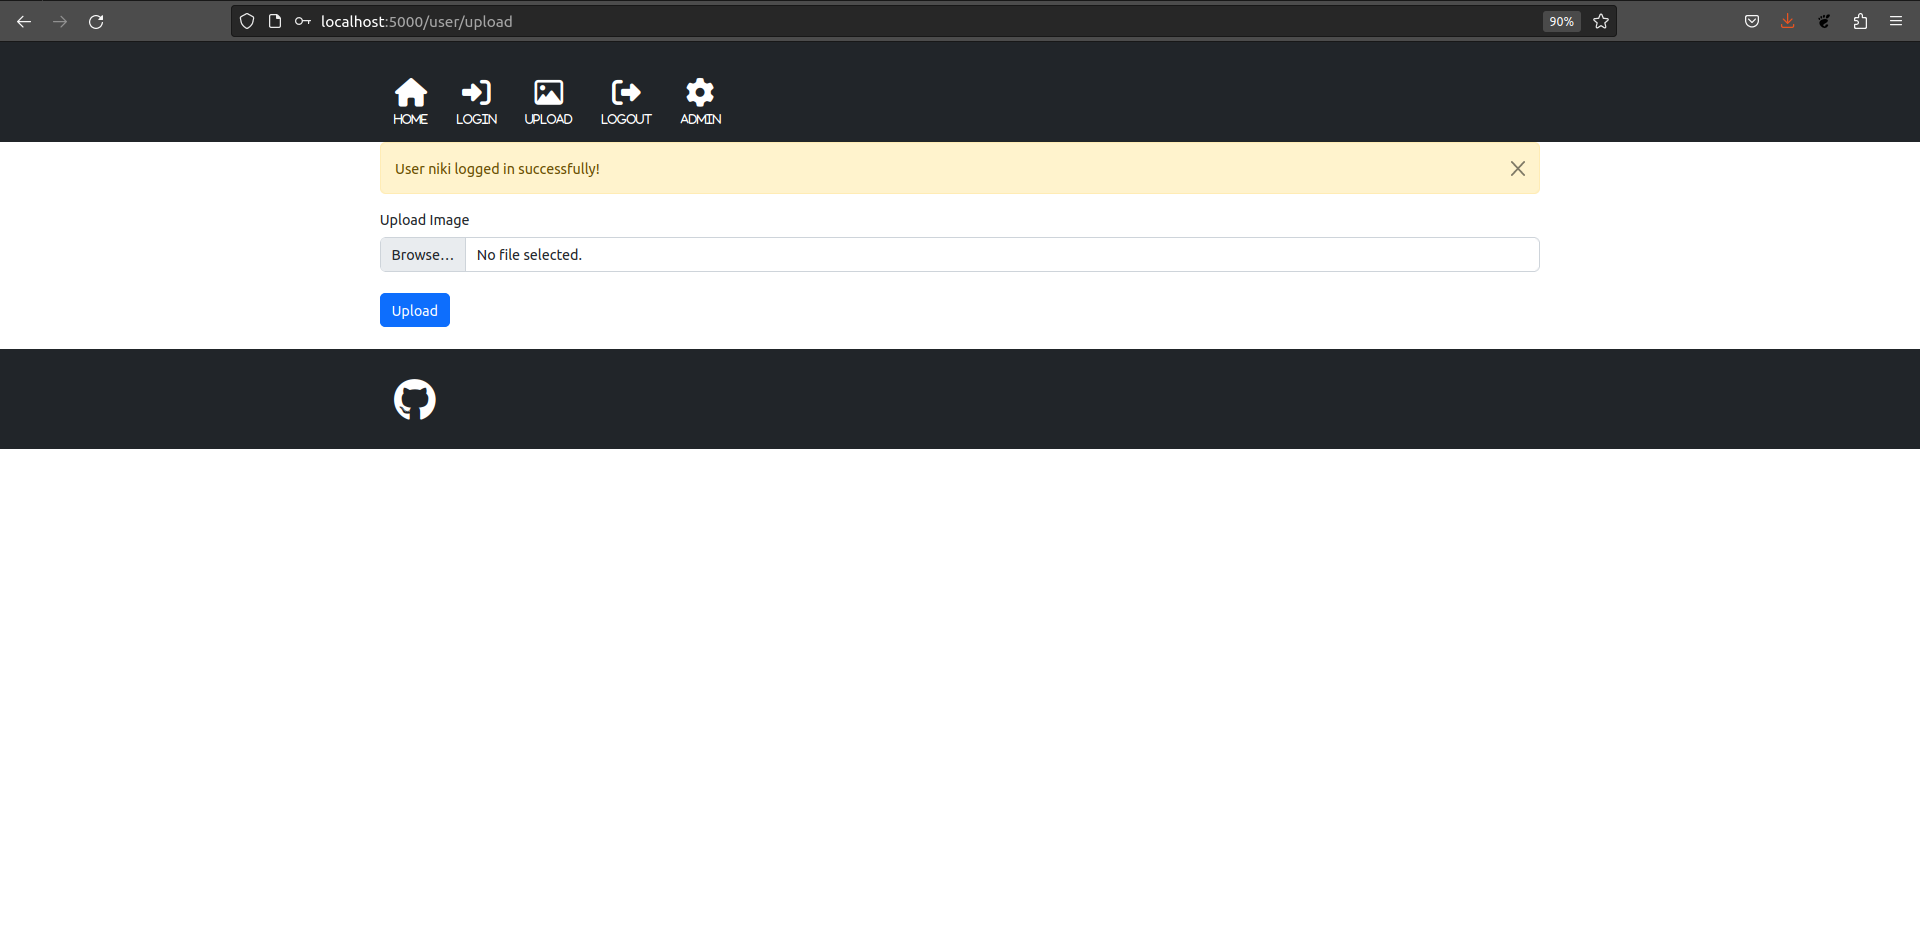 localhost:5000/user/upload
90%
HOME LOGIN UPLOAD LOGOUT ADMIN
User niki logged in successfully!
Upload Image
Browse... No file selected.
Upload